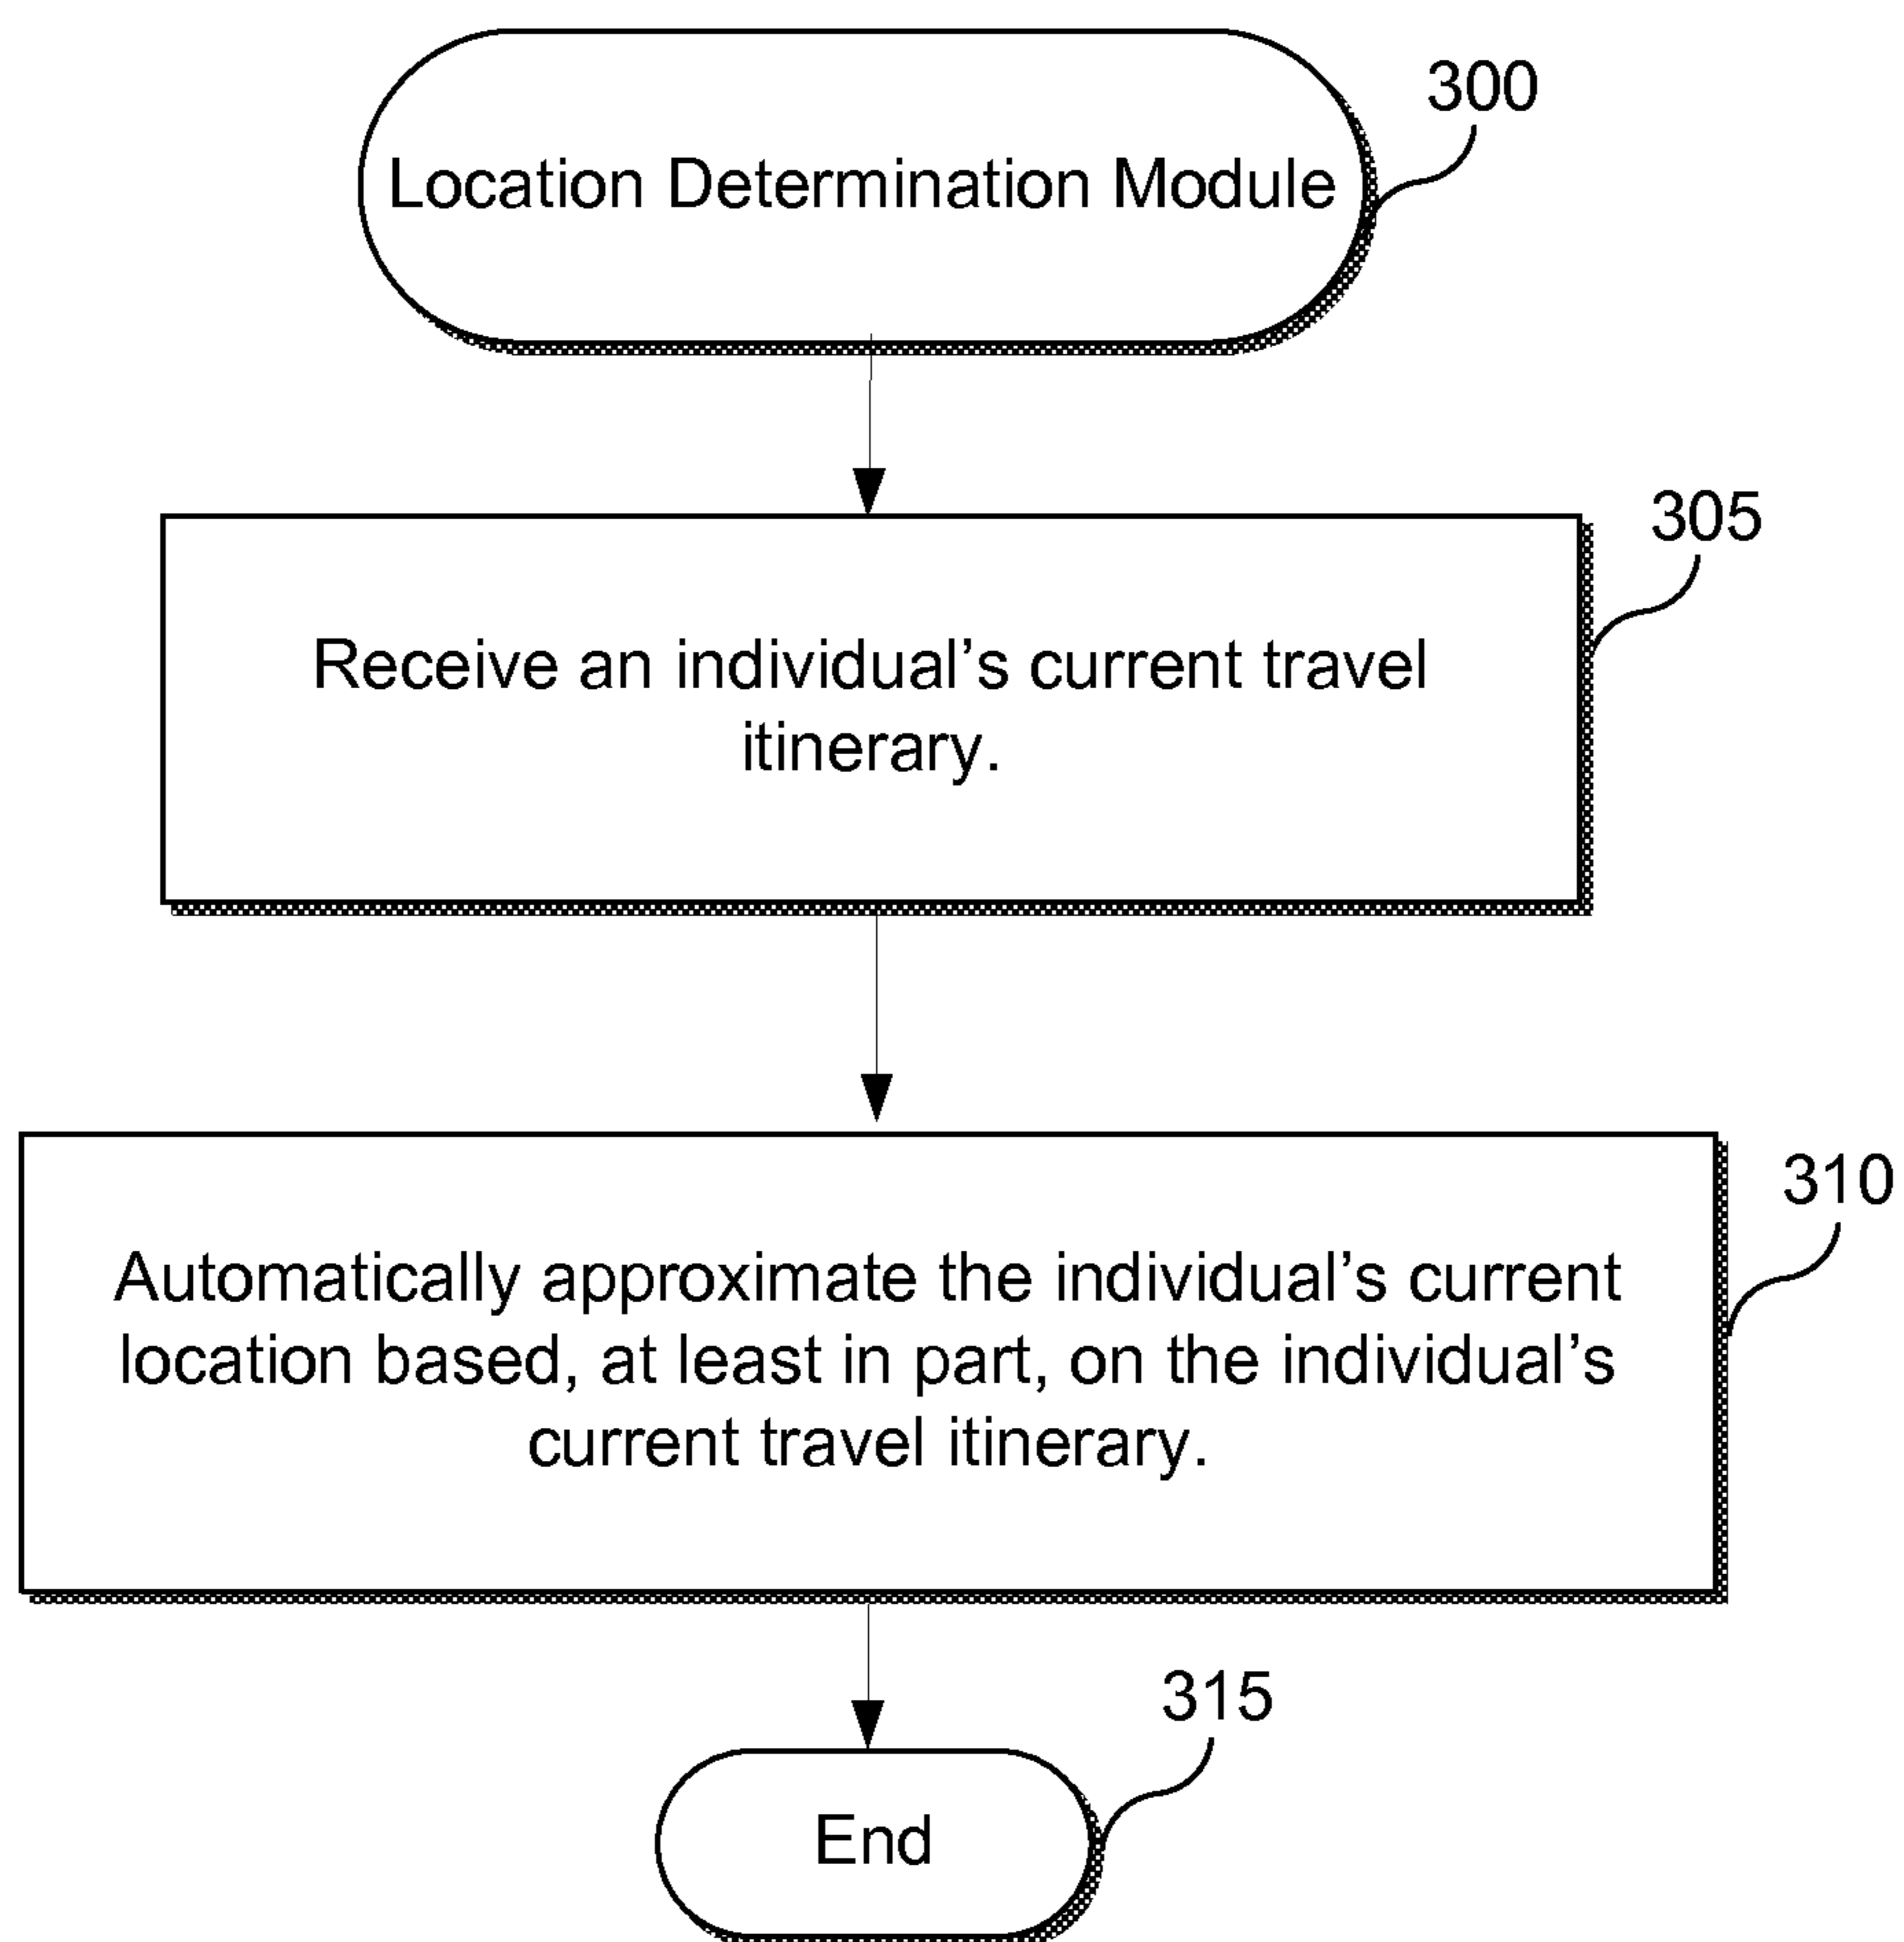 300
Location Determination Module
305
Receive an individual’s current travel
itinerary.
310
Automatically approximate the individual’s current
location based, at least in part, on the individual’s
current travel itinerary.
315
End